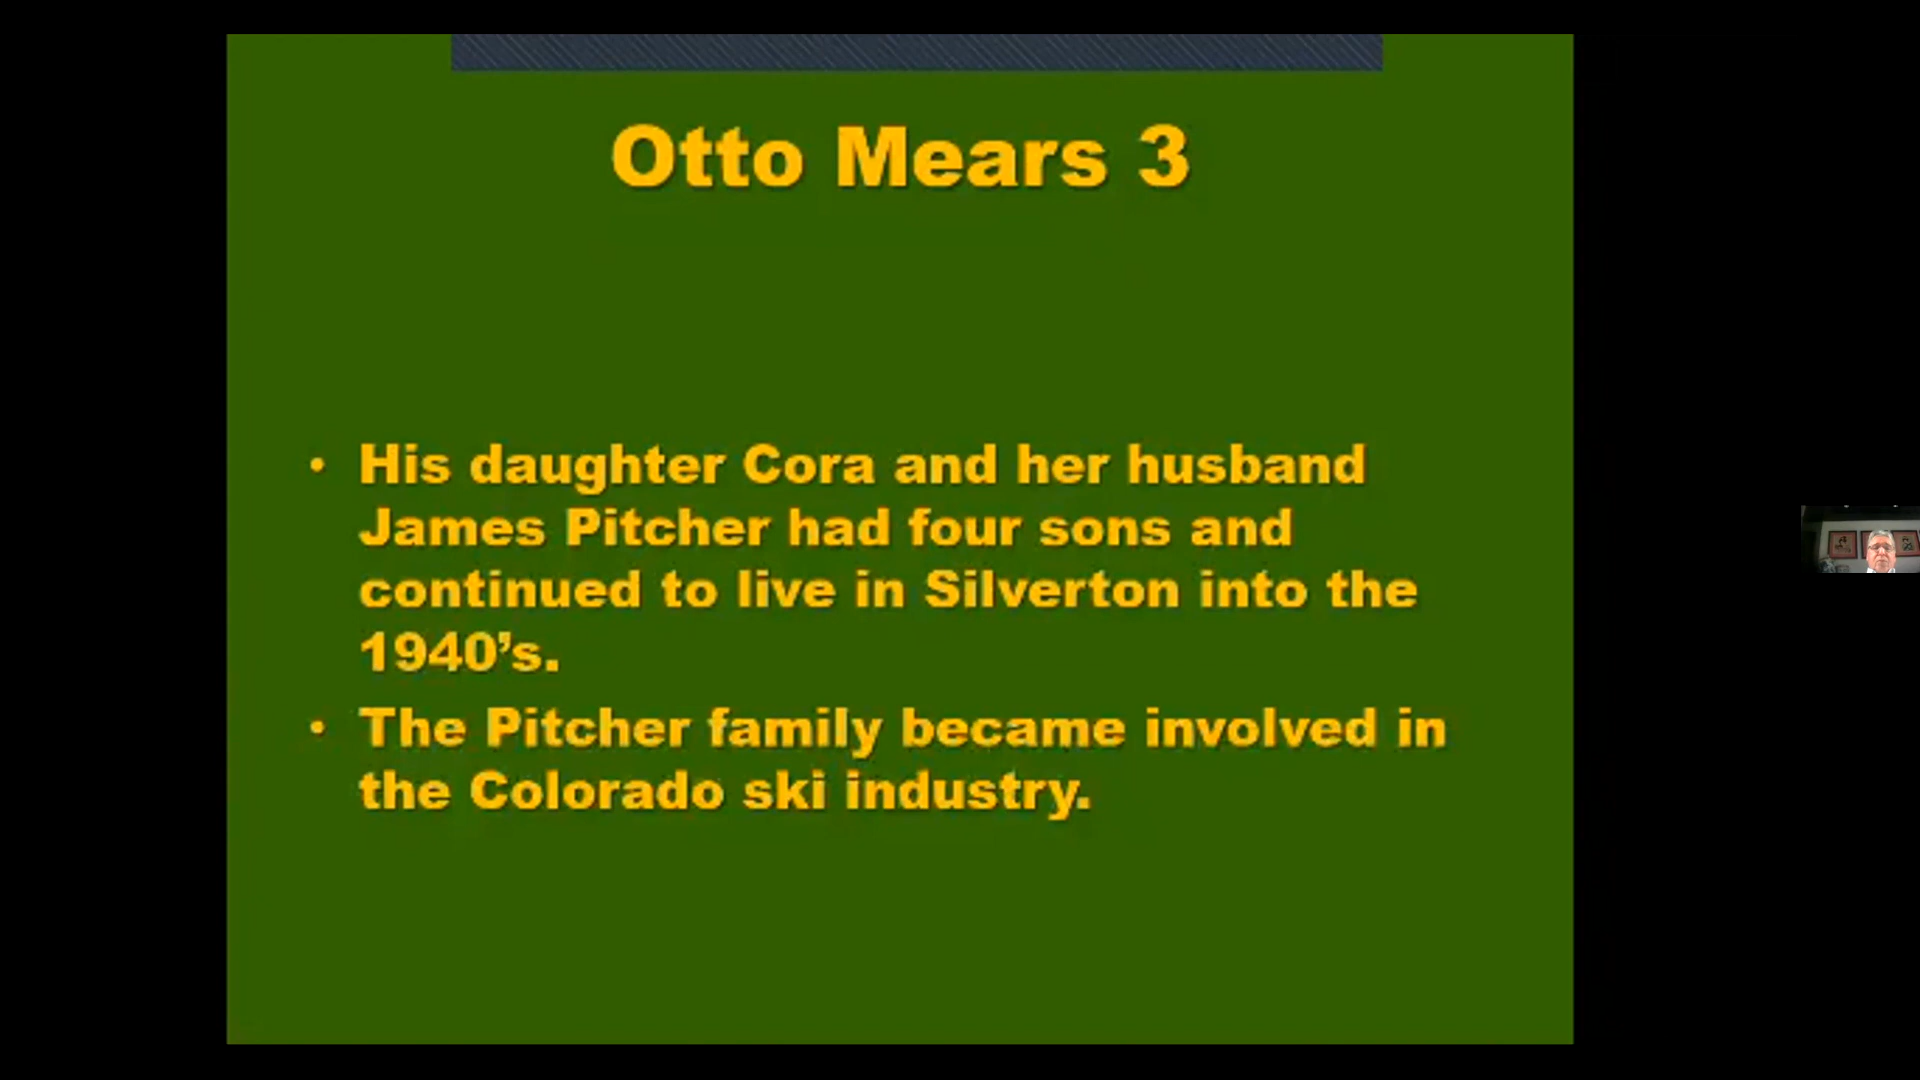 Otto Mears 3
• His daughter Cora and her husband
James Pitcher had four sons and
continued to live in Silverton into the
1940’s.
• The Pitcher family became involved in
the Colorado ski industry.